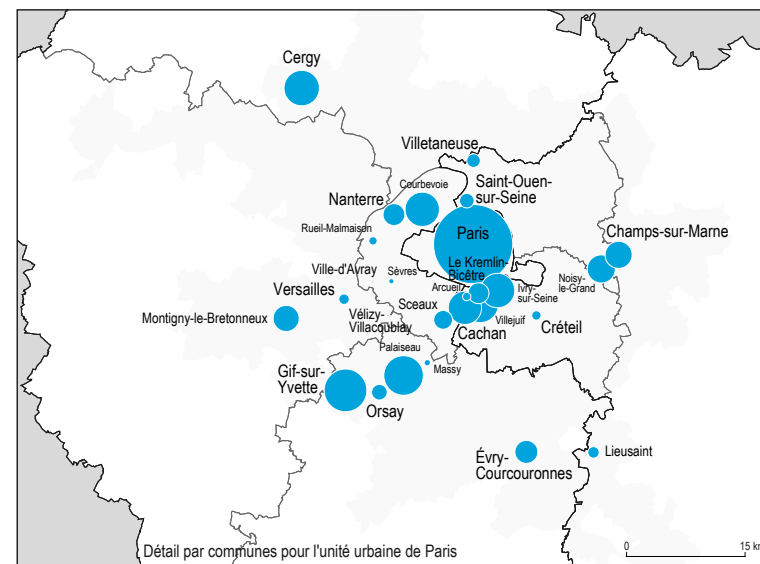 Cergy
Villetaneuse
Courbevoie
Saint-Ouen-
sur-Seine
Nanterre
Rueil-Malmaison
Paris
Champs-sur-Marne
Le Kremlin-
Bicêtre
Ville-d'Avray
Sèvres
Noisy-
le-Grand
Versailles
Arcueil
Ivry-
sur-Seine
Sceaux
Vélizy-
Villacoublay
Montigny-le-Bretonneux
Villejuif
Créteil
Cachan
Palaiseau
Massy
Gif-sur-
Yvette
Orsay
Évry-
Courcouronnes
Lieusaint
Détail par communes pour l'unité urbaine de Paris
0
15 km